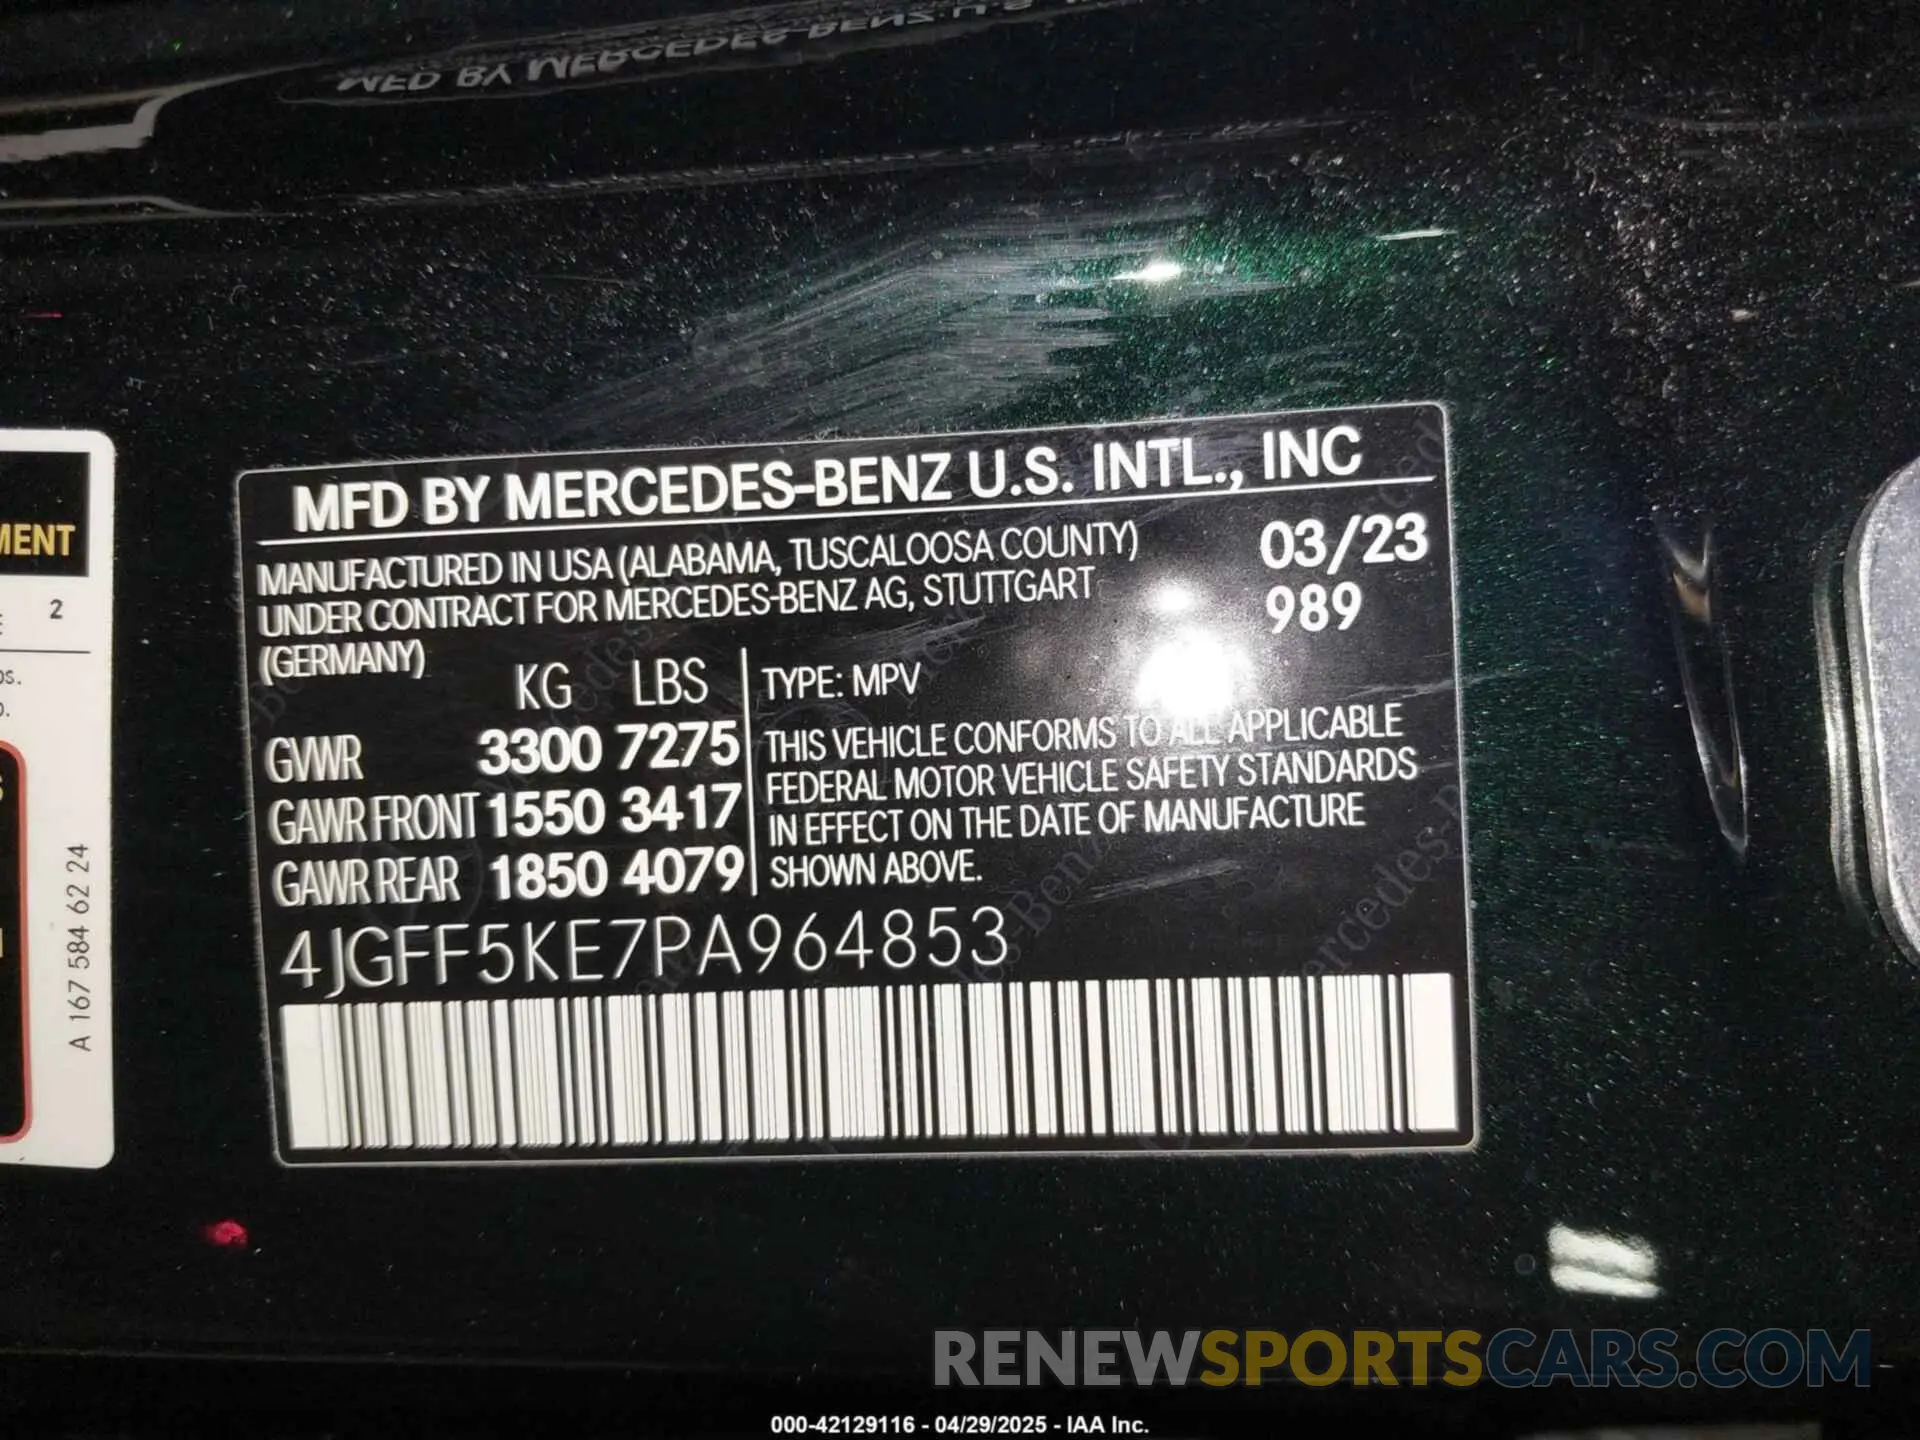 MFD BY MERCEDES BENZ U.S
MENT
2
A 167 584 62 24
MFD BY MERCEDES-BENZ U.S. INTL., INC
MANUFACTURED IN USA (ALABAMA, TUSCALOOSA COUNTY) 03/23
UNDER CONTRACT FOR MERCEDES-BENZ AG, STUTTGART 989
(GERMANY)
KG LBS
GVWR 3300 7275
GAWR FRONT 1550 3417
GAWR REAR 1850 4079
TYPE: MPV
THIS VEHICLE CONFORMS TO ALL APPLICABLE
FEDERAL MOTOR VEHICLE SAFETY STANDARDS
IN EFFECT ON THE DATE OF MANUFACTURE
SHOWN ABOVE.
4JGFF5KE7PA964853
RENEWSPORTSCARS.COM
000-42129116 - 04/29/2025 - IAA Inc.